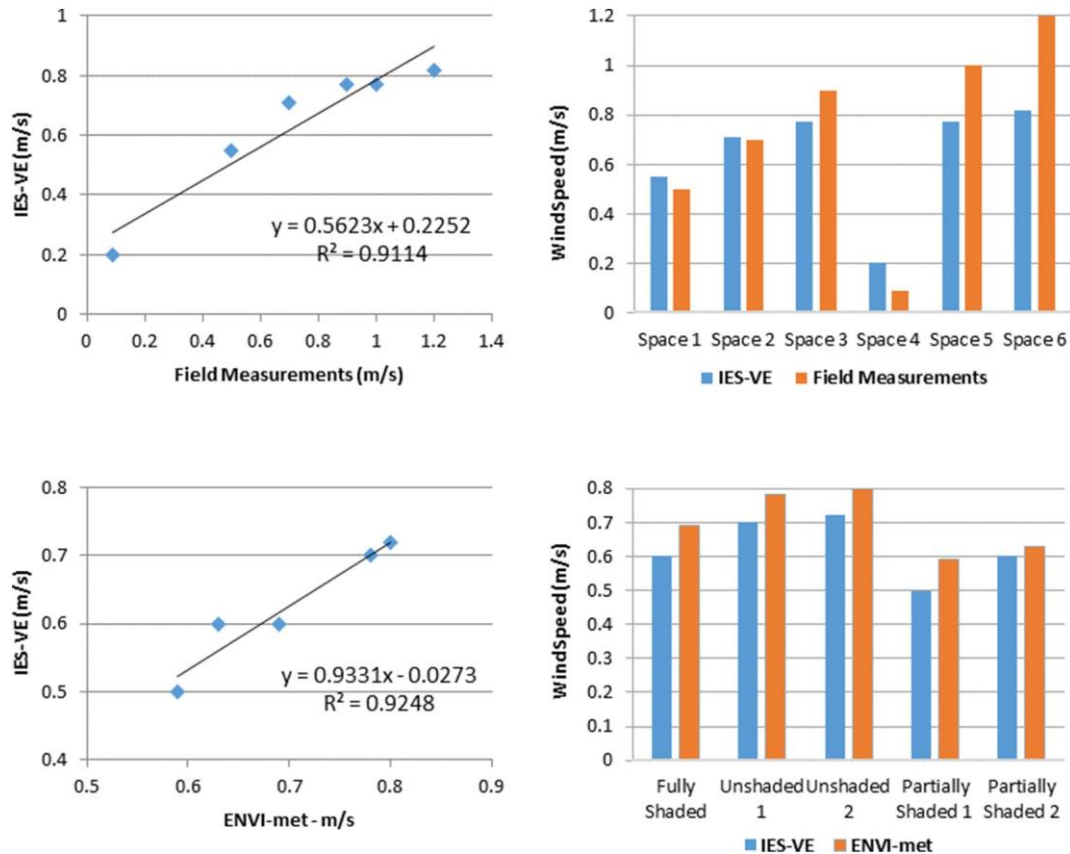 1
0.8
0.6
0.4
0.2
0
IES-VE (m/s)
y = 0.5623x + 0.2252
R² = 0.9114
0 0.2 0.4 0.6 0.8 1 1.2 1.4
Field Measurements (m/s)
1.2
1
0.8
0.6
0.4
0.2
0
WindSpeed(m/s)
Space 1 Space 2 Space 3 Space 4 Space 5 Space 6
IES-VE Field Measurements
0.8
0.7
0.6
0.5
0.4
IES-VE (m/s)
y = 0.9331x - 0.0273
R² = 0.9248
0.5 0.6 0.7 0.8 0.9
ENVI-met - m/s
0.8
0.7
0.6
0.5
0.4
0.3
0.2
0.1
0
WindSpeed(m/s)
Fully Unshaded Unshaded Partially Partially
Shaded 1 2 Shaded 1 Shaded 2
IES-VE ENVI-met